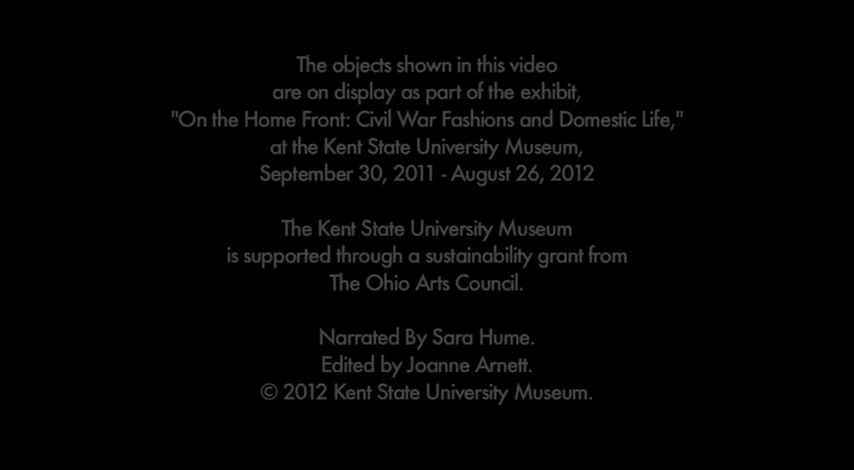 The objects shown in this video
are on display as part of the exhibit,
"On the Home Front: Civil War Fashions and Domestic Life,"
at the Kent State University Museum,
September 30, 2011 - August 26, 2012
The Kent State University Museum
is supported through a sustainability grant from
The Ohio Arts Council.
Narrated By Sara Hume.
Edited by Joanne Arnett.
© 2012 Kent State University Museum.